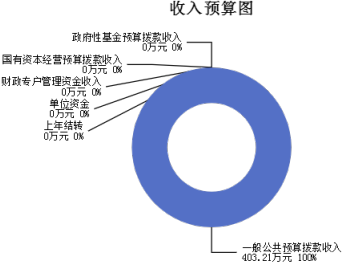 收入预算图
政府性基金预算拨款收入
0万元 0%
国有资本经营预算拨款收入
0万元 0%
财政专户管理资金收入
0万元 0%
单位资金
0万元 0%
上年结转
0万元 0%
一般公共预算拨款收入
403.21万元 100%